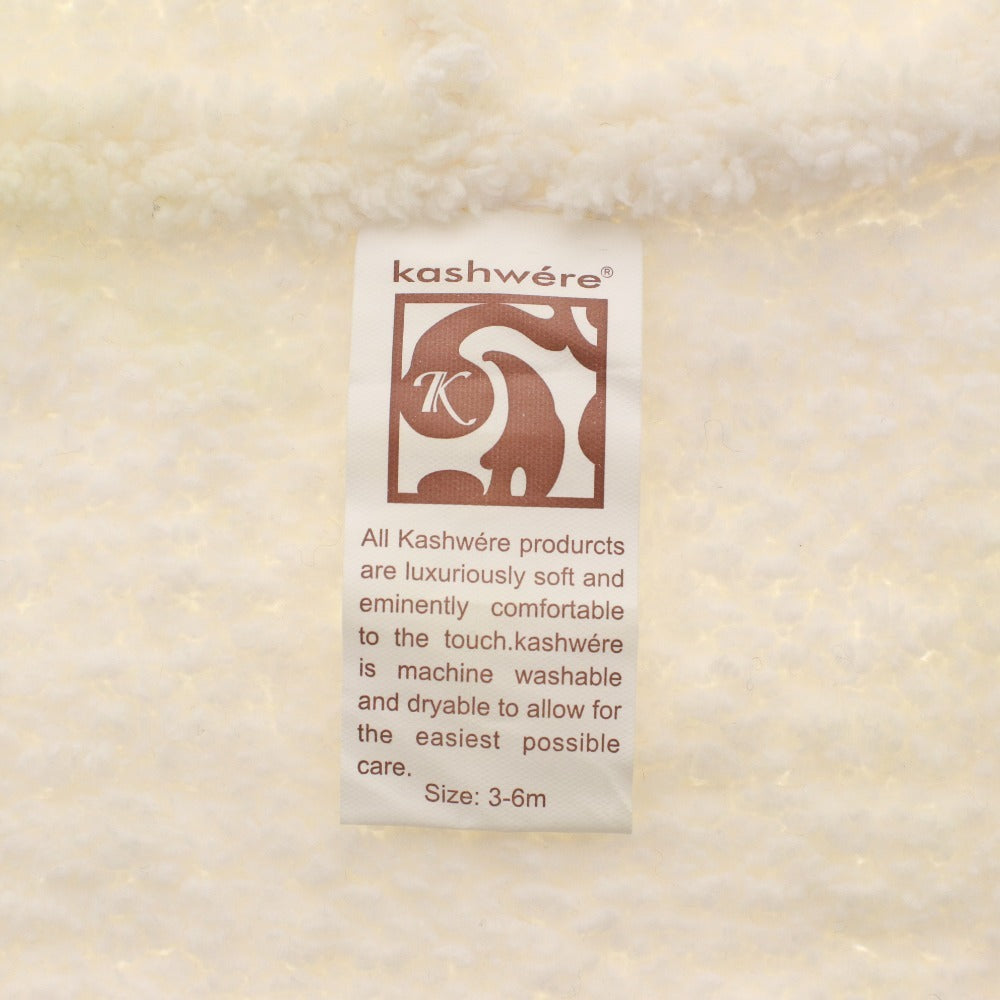 kashwére®
K
All Kashwére produrcts
are luxuriously soft and
eminently comfortable
to the touch.kashwére
is machine washable
and dryable to allow for
the easiest possible
care.
Size: 3-6m